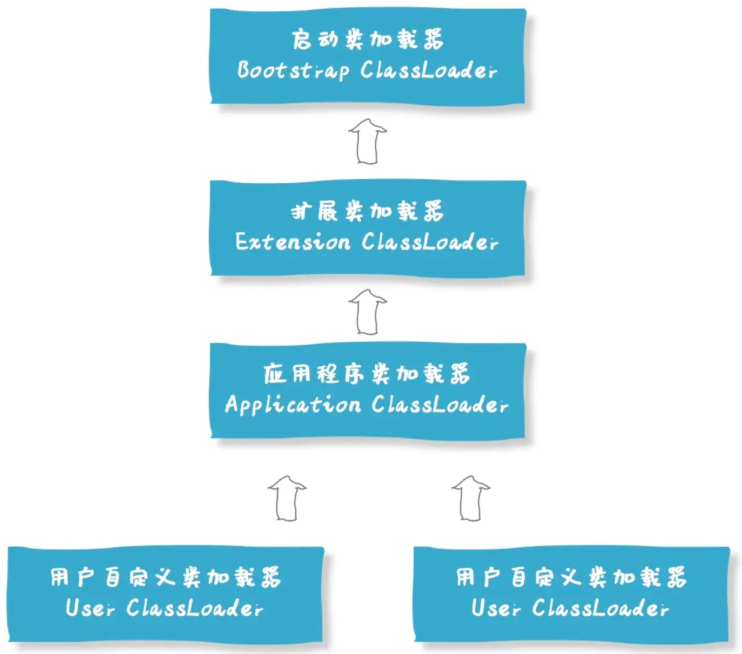 启动类加载器
Bootstrap ClassLoader
扩展类加载器
Extension ClassLoader
应用程序类加载器
Application ClassLoader
用户自定义类加载器
User ClassLoader
用户自定义类加载器
User ClassLoader